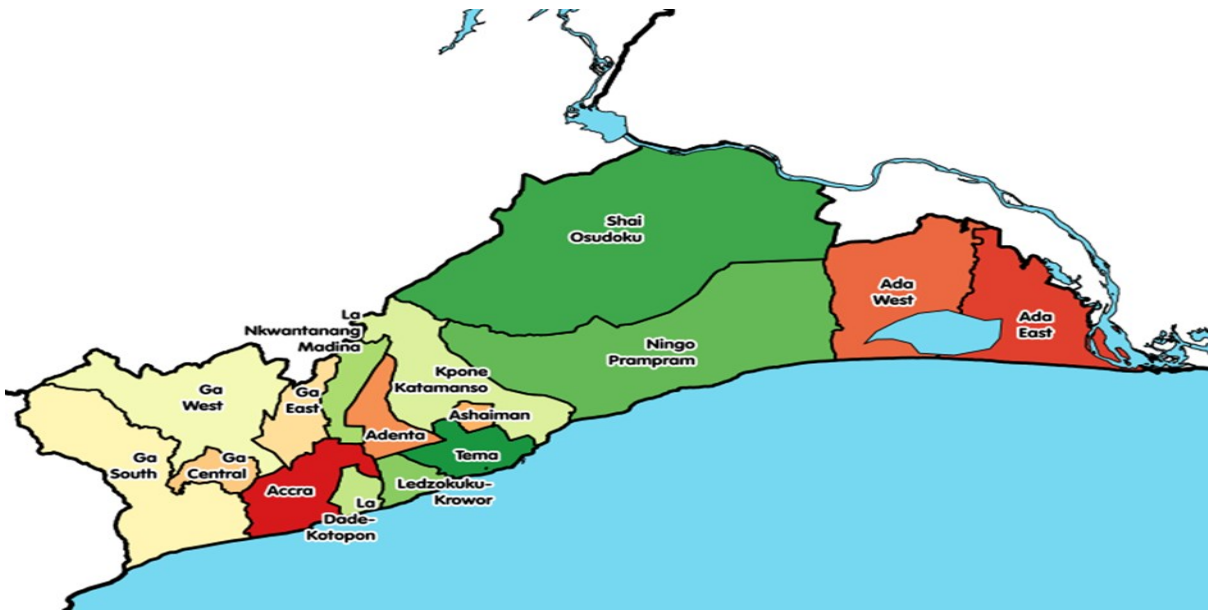 Shai
Osudoku
Ada
West
Ada
East
La
Nkwantanang
Madina
Ningo
Prampram
Kpone
Katamanso
Ga
West
Ga
East
Ashaiman
Adenta
Tema
Ga
South
Ga
Central
Accra
Ledzokuku-
Krowor
La
Dade-
Kotopon